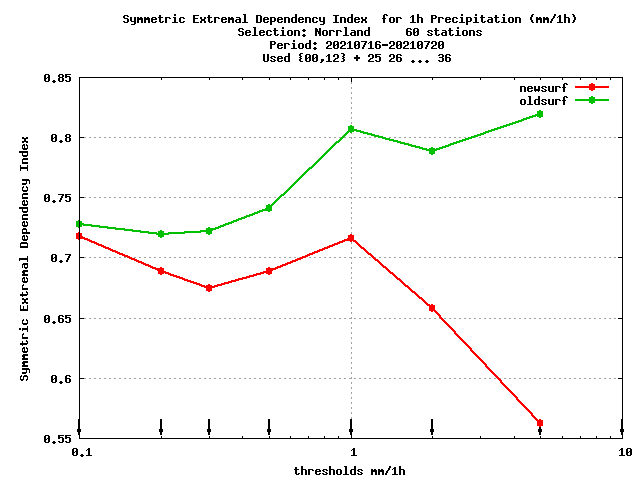 Symmetric Extremal Dependency Index  for 1h Precipitation (mm/1h)
Selection: Norrland     60 stations
Period: 20210716-20210720
Used {00,12} + 25 26 ... 36
newsurf
oldsurf
Symmetric Extremal Dependency Index
0.85
0.8
0.75
0.7
0.65
0.6
0.55
0.1 1 10
thresholds mm/1h